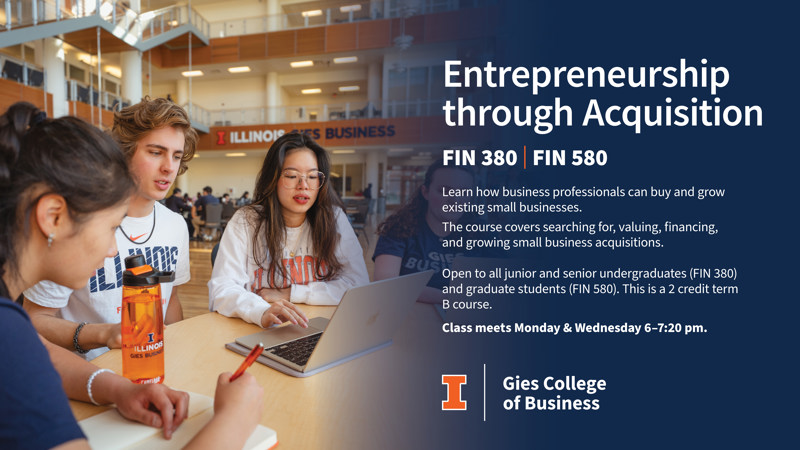 Entrepreneurship
through Acquisition
FIN 380 | FIN 580
Learn how business professionals can buy and grow
existing small businesses.
The course covers searching for, valuing, financing,
and growing small business acquisitions.
Open to all junior and senior undergraduates (FIN 380)
and graduate students (FIN 580). This is a 2 credit term
B course.
Class meets Monday & Wednesday 6–7:20 pm.
I
Gies College
of Business
I ILLINOIS GIES BUSINESS
ILLINOIS
ILLINOIS
I
ILLINOIS
GIES BUSINESS